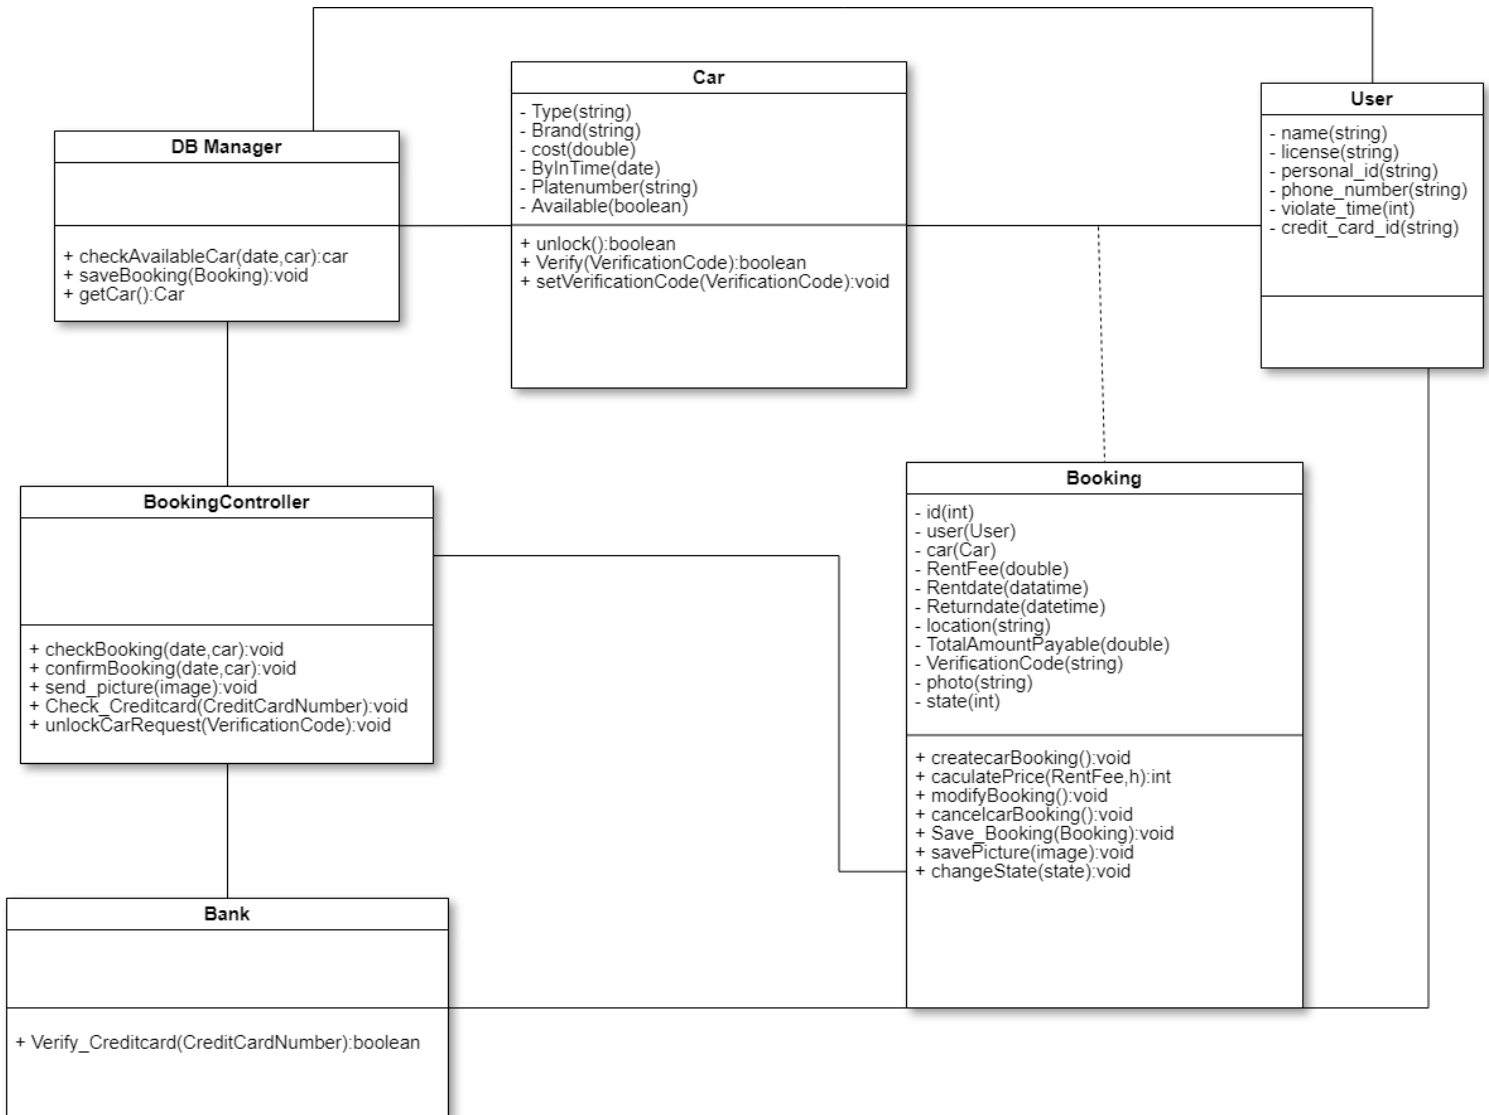 Car
- Type(string)
- Brand(string)
- cost(double)
- ByInTime(date)
- Platenumber(string)
- Available(boolean)
+ unlock():boolean
+ Verify(VerificationCode):boolean
+ setVerificationCode(VerificationCode):void
User
- name(string)
- license(string)
- personal_id(string)
- phone_number(string)
- violate_time(int)
- credit_card_id(string)
DB Manager
+ checkAvailableCar(date,car):car
+ saveBooking(Booking):void
+ getCar():Car
BookingController
+ checkBooking(date,car):void
+ confirmBooking(date,car):void
+ send_picture(image):void
+ Check_Creditcard(CreditCardNumber):void
+ unlockCarRequest(VerificationCode):void
Booking
- id(int)
- user(User)
- car(Car)
- RentFee(double)
- Rentdate(datatime)
- Returndate(datetime)
- location(string)
- TotalAmountPayable(double)
- VerificationCode(string)
- photo(string)
- state(int)
+ createcarBooking():void
+ caculatePrice(RentFee,h):int
+ modifyBooking():void
+ cancelcarBooking():void
+ Save_Booking(Booking):void
+ savePicture(image):void
+ changeState(state):void
Bank
+ Verify_Creditcard(CreditCardNumber):boolean